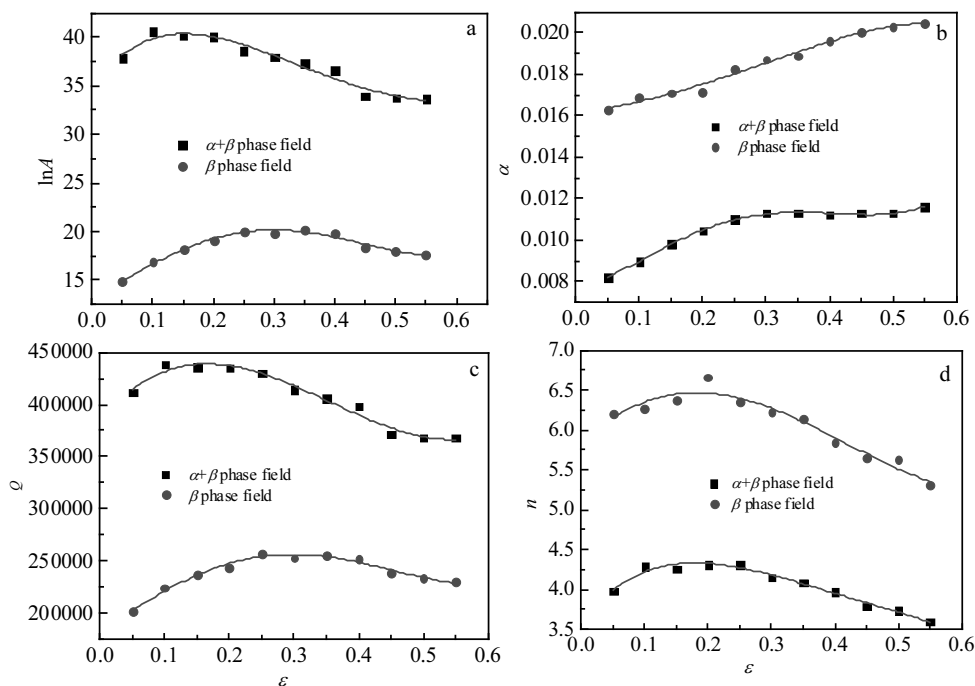 a
40
35
30
25
20
15
lnA
α+β phase field
β phase field
0.0 0.1 0.2 0.3 0.4 0.5 0.6
b
0.020
0.018
0.016
0.014
0.012
0.010
0.008
α
α+β phase field
β phase field
0.0 0.1 0.2 0.3 0.4 0.5 0.6
c
450000
400000
350000
300000
250000
200000
Q
α+β phase field
β phase field
0.0 0.1 0.2 0.3 0.4 0.5 0.6
ε
d
7.0
6.5
6.0
5.5
5.0
4.5
4.0
3.5
n
α+β phase field
β phase field
0.0 0.1 0.2 0.3 0.4 0.5 0.6
ε